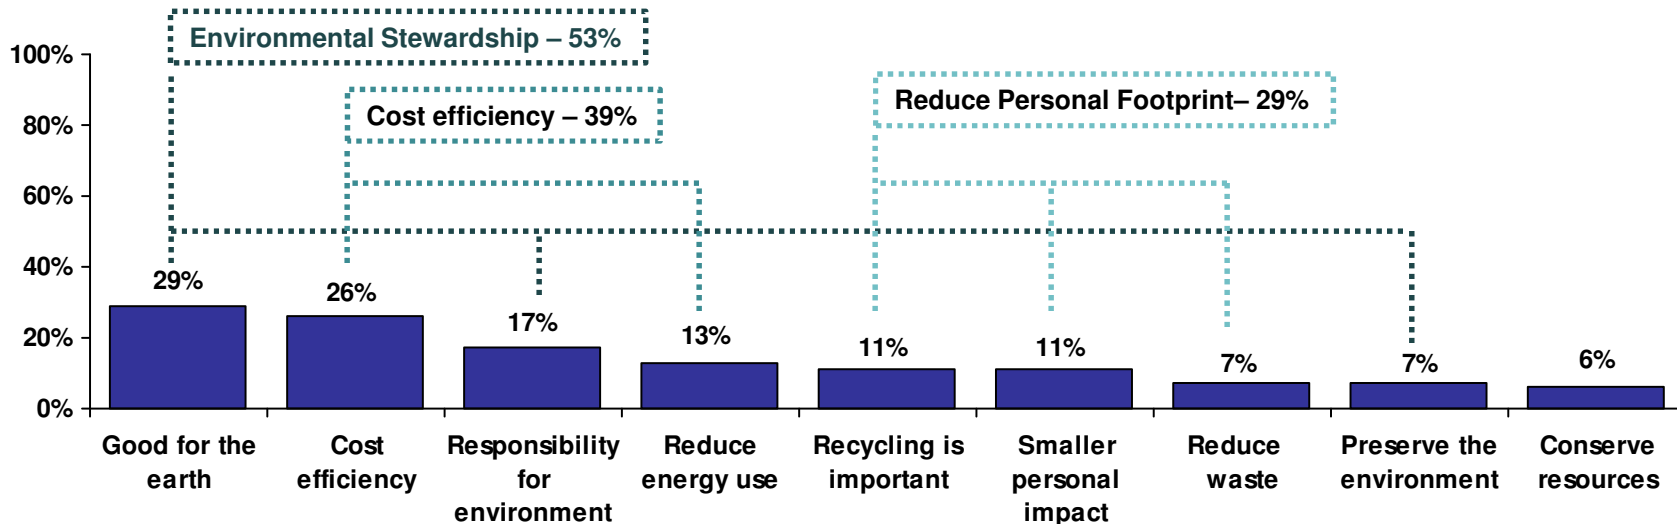 Environmental Stewardship – 53%
Cost efficiency – 39%
Reduce Personal Footprint– 29%
100%
80%
60%
40%
20%
0%
29%
26%
17%
13%
11%
11%
7%
7%
6%
Good for the
earth
Cost
efficiency
Responsibility
for
environment
Reduce
energy use
Recycling is
important
Smaller
personal
impact
Reduce
waste
Preserve the
environment
Conserve
resources